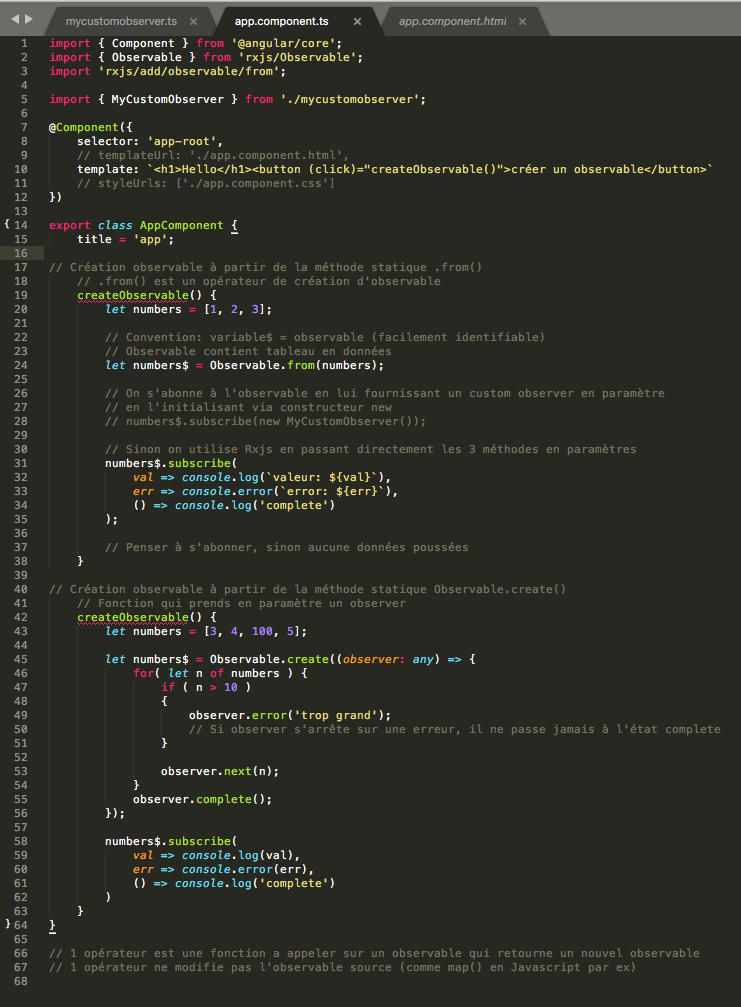 mycustomobserver.ts × app.component.ts × app.component.html ×
1 import { Component } from '@angular/core';
2 import { Observable } from 'rxjs/Observable';
3 import 'rxjs/add/observable/from';
4
5 import { MyCustomObserver } from './mycustomobserver';
6
7 @Component({
8 selector: 'app-root',
9 // templateUrl: './app.component.html',
10 template: `<h1>Hello</h1><button (click)="createObservable()">créer un observable</button>`
11 // styleUrls: ['./app.component.css']
12 })
13
{ 14 export class AppComponent {
15 title = 'app';
16
17 // Création observable à partir de la méthode statique .from()
18 // .from() est un opérateur de création d'observable
19 createObservable() {
20 let numbers = [1, 2, 3];
21
22 // Convention: variable$ = observable (facilement identifiable)
23 // Observable contient tableau en données
24 let numbers$ = Observable.from(numbers);
25
26 // On s'abonne à l'observable en lui fournissant un custom observer en paramètre
27 // en l'initialisant via constructeur new
28 // numbers$.subscribe(new MyCustomObserver());
29
30 // Sinon on utilise Rxjs en passant directement les 3 méthodes en paramètres
31 numbers$.subscribe(
32 val => console.log(`valeur: ${val}`),
33 err => console.error(`error: ${err}`),
34 () => console.log('complete')
35 );
36
37 // Penser à s'abonner, sinon aucune données poussées
38 }
39
40 // Création observable à partir de la méthode statique Observable.create()
41 // Fonction qui prends en paramètre un observer
42 createObservable() {
43 let numbers = [3, 4, 100, 5];
44
45 let numbers$ = Observable.create((observer: any) => {
46 for( let n of numbers ) {
47 if ( n > 10 )
48 {
49 observer.error('trop grand');
50 // Si observer s'arrête sur une erreur, il ne passe jamais à l'état complete
51 }
52
53 observer.next(n);
54 }
55 observer.complete();
56 });
57
58 numbers$.subscribe(
59 val => console.log(val),
60 err => console.error(err),
61 () => console.log('complete')
62 )
63 }
} 64 }
65
66 // 1 opérateur est une fonction a appeler sur un observable qui retourne un nouvel observable
67 // 1 opérateur ne modifie pas l'observable source (comme map() en Javascript par ex)
68